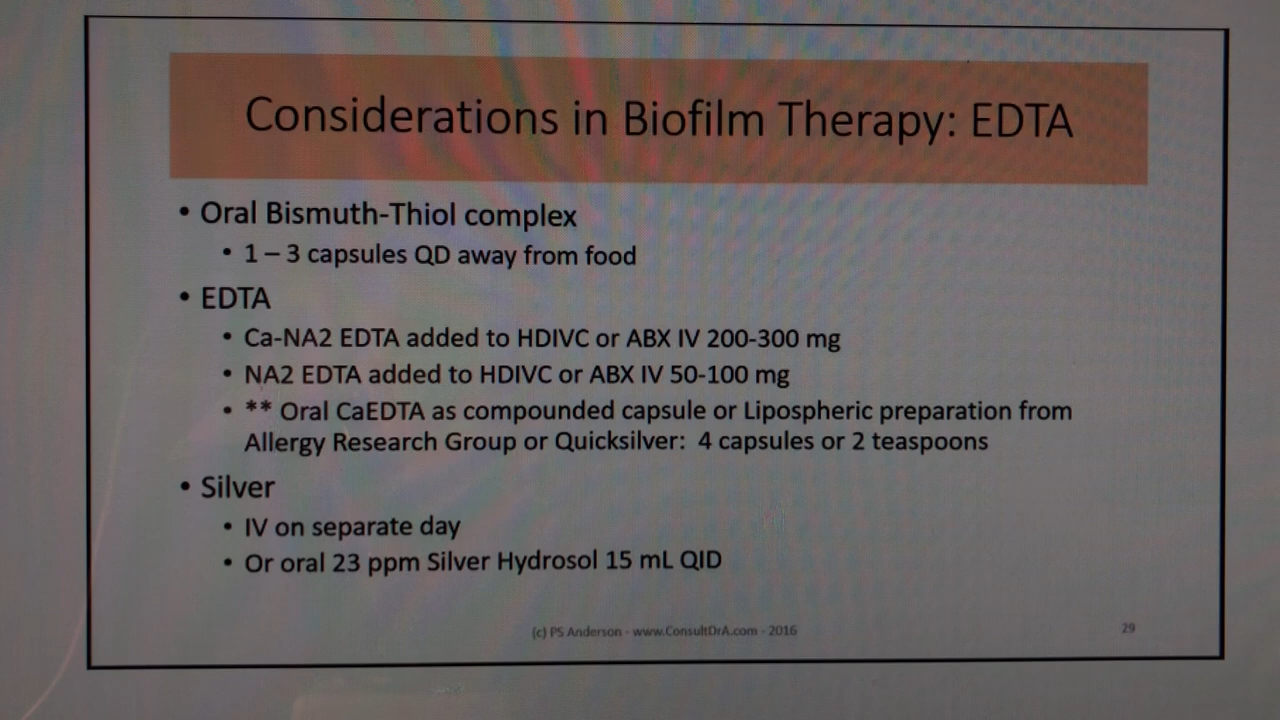 Considerations in Biofilm Therapy: EDTA
• Oral Bismuth-Thiol complex
• 1 – 3 capsules QD away from food
• EDTA
• Ca-NA2 EDTA added to HDIVC or ABX IV 200-300 mg
• NA2 EDTA added to HDIVC or ABX IV 50-100 mg
• ** Oral CaEDTA as compounded capsule or Lipospheric preparation from
Allergy Research Group or Quicksilver: 4 capsules or 2 teaspoons
• Silver
• IV on separate day
• Or oral 23 ppm Silver Hydrosol 15 mL QID
(c) PS Anderson - www.ConsultDrA.com - 2016
29